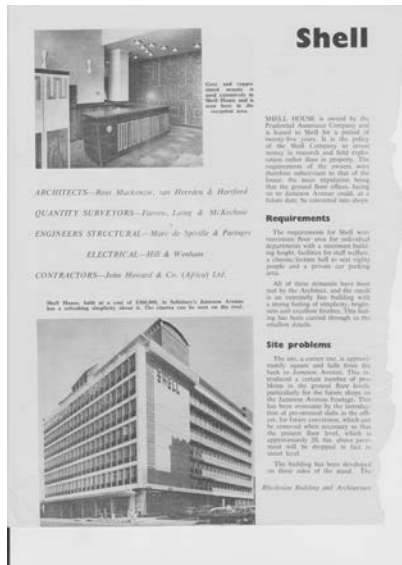 Shell
Grey and copper
tinted mosaic is
used extensively in
Shell House and is
seen here in the
reception area.
ARCHITECTS—Ross Mackenzie, van Heerden & Hartford
QUANTITY SURVEYORS—Farrow, Laing & McKechnie
ENGINEERS STRUCTURAL—Marc de Spirlie & Partners
ELECTRICAL—Hill & Wenham
CONTRACTORS—John Howard & Co. (Africa) Ltd.
Shell House, built at a cost of £360,000, in Salisbury's Jameson Avenue
has a refreshing simplicity about it. The cinema can be seen on the roof.
SHELL
SHELL HOUSE is owned by the
Prudential Assurance Company and
is leased to Shell for a period of
twenty-five years. It is the policy
of the Shell Company to invest
money in research and field explo-
ration rather than in property. The
requirements of the owners were
therefore subservient to that of the
house, the main stipulation being
that the ground floor offices, facing
on to Jameson Avenue could, at a
future date, be converted into shops.
Requirements
The requirements for Shell were
maximum floor area for individual
departments with a minimum build-
ing height, facilities for staff welfare,
a cinema/lecture hall to seat eighty
people and a private car parking
area.
All of these demands have been
met by the Architect, and the result
is an extremely fine building with
a strong feeling of simplicity, bright-
ness and excellent finishes. This feel-
ing has been carried through to the
smallest details.
Site problems
The site, a corner one, is approxi-
mately square and falls from the
back to Jameson Avenue. This in-
troduced a certain number of pro-
blems in the ground floor levels,
particularly for the future shops on
the Jameson Avenue frontage. This
has been overcome by the introduc-
tion of pre-stressed slabs in the offi-
ces, for future conversion, which can
be removed when necessary so that
the present floor level, which is
approximately 2ft. 6in. above pave-
ment will be dropped in fact to
street level.
The building has been developed
on three sides of the stand. The
Rhodesian Building and Architecture